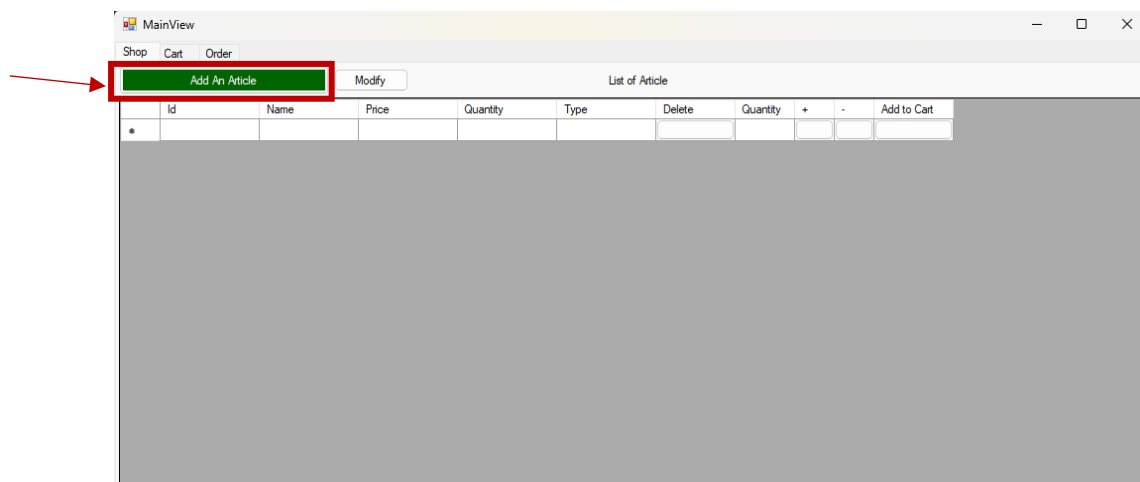 MainView
Shop Cart Order
Add An Article Modify List of Article
Id Name Price Quantity Type Delete Quantity + - Add to Cart
*